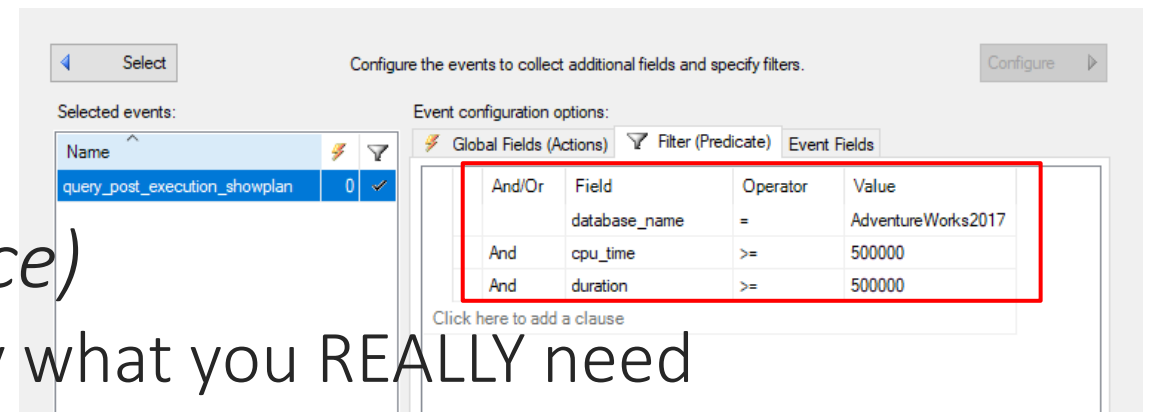 Select
Configure the events to collect additional fields and specify filters.
Configure
Selected events:
Event configuration options:
Name
Global Fields (Actions) Filter (Predicate) Event Fields
query_post_execution_showplan 0
And/Or Field Operator Value
database_name = AdventureWorks2017
And cpu_time >= 500000
And duration >= 500000
Click here to add a clause
ce)
y what you REALLY need